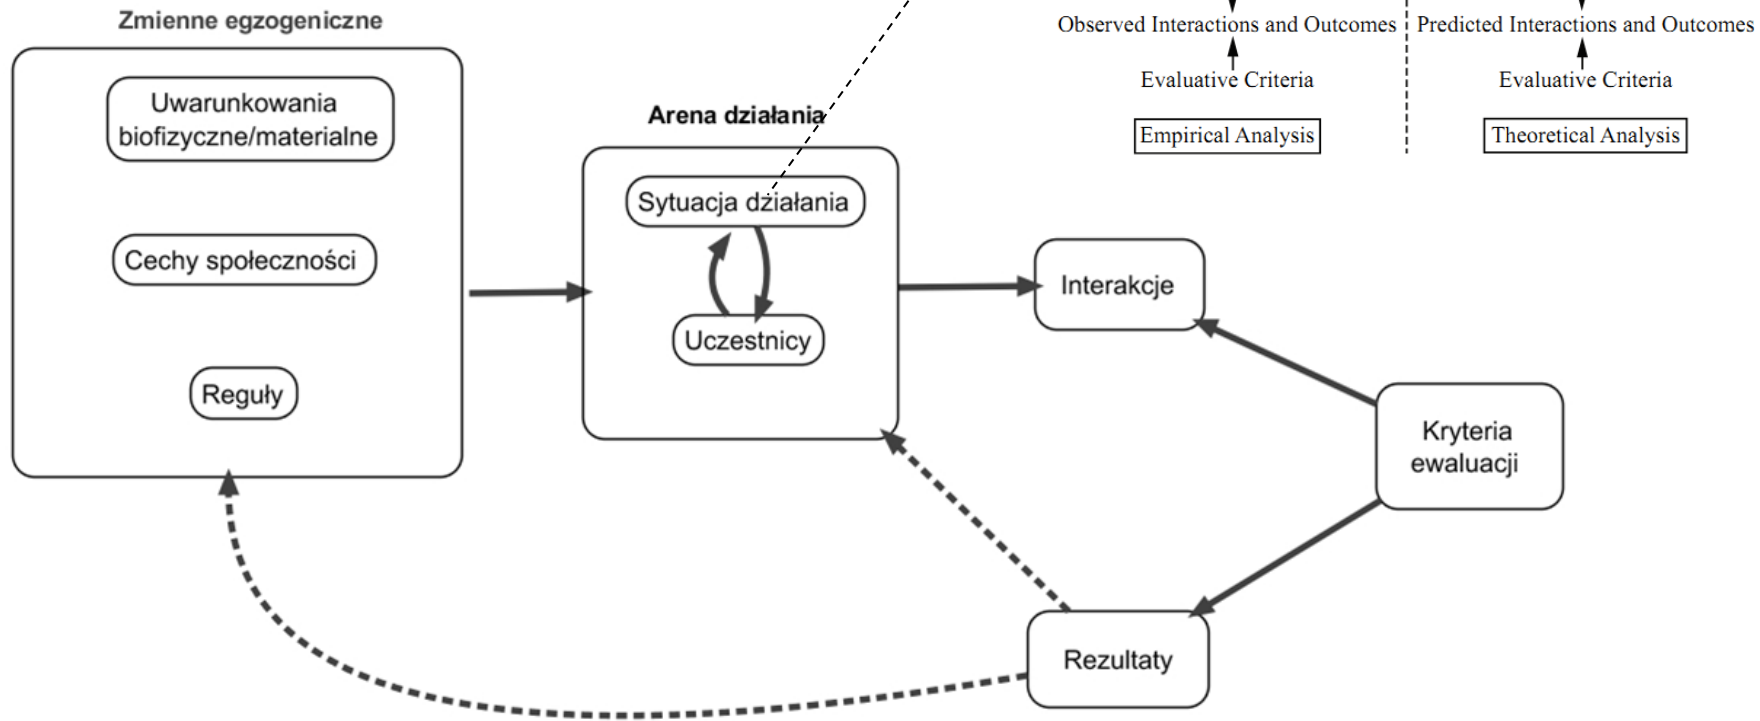 Zmienne egzogeniczne
Uwarunkowania
biofizyczne/materialne
Cechy społeczności
Reguły
Arena działania
Sytuacja działania
Uczestnicy
Observed Interactions and Outcomes
Evaluative Criteria
Empirical Analysis
Predicted Interactions and Outcomes
Evaluative Criteria
Theoretical Analysis
Interakcje
Kryteria
ewaluacji
Rezultaty